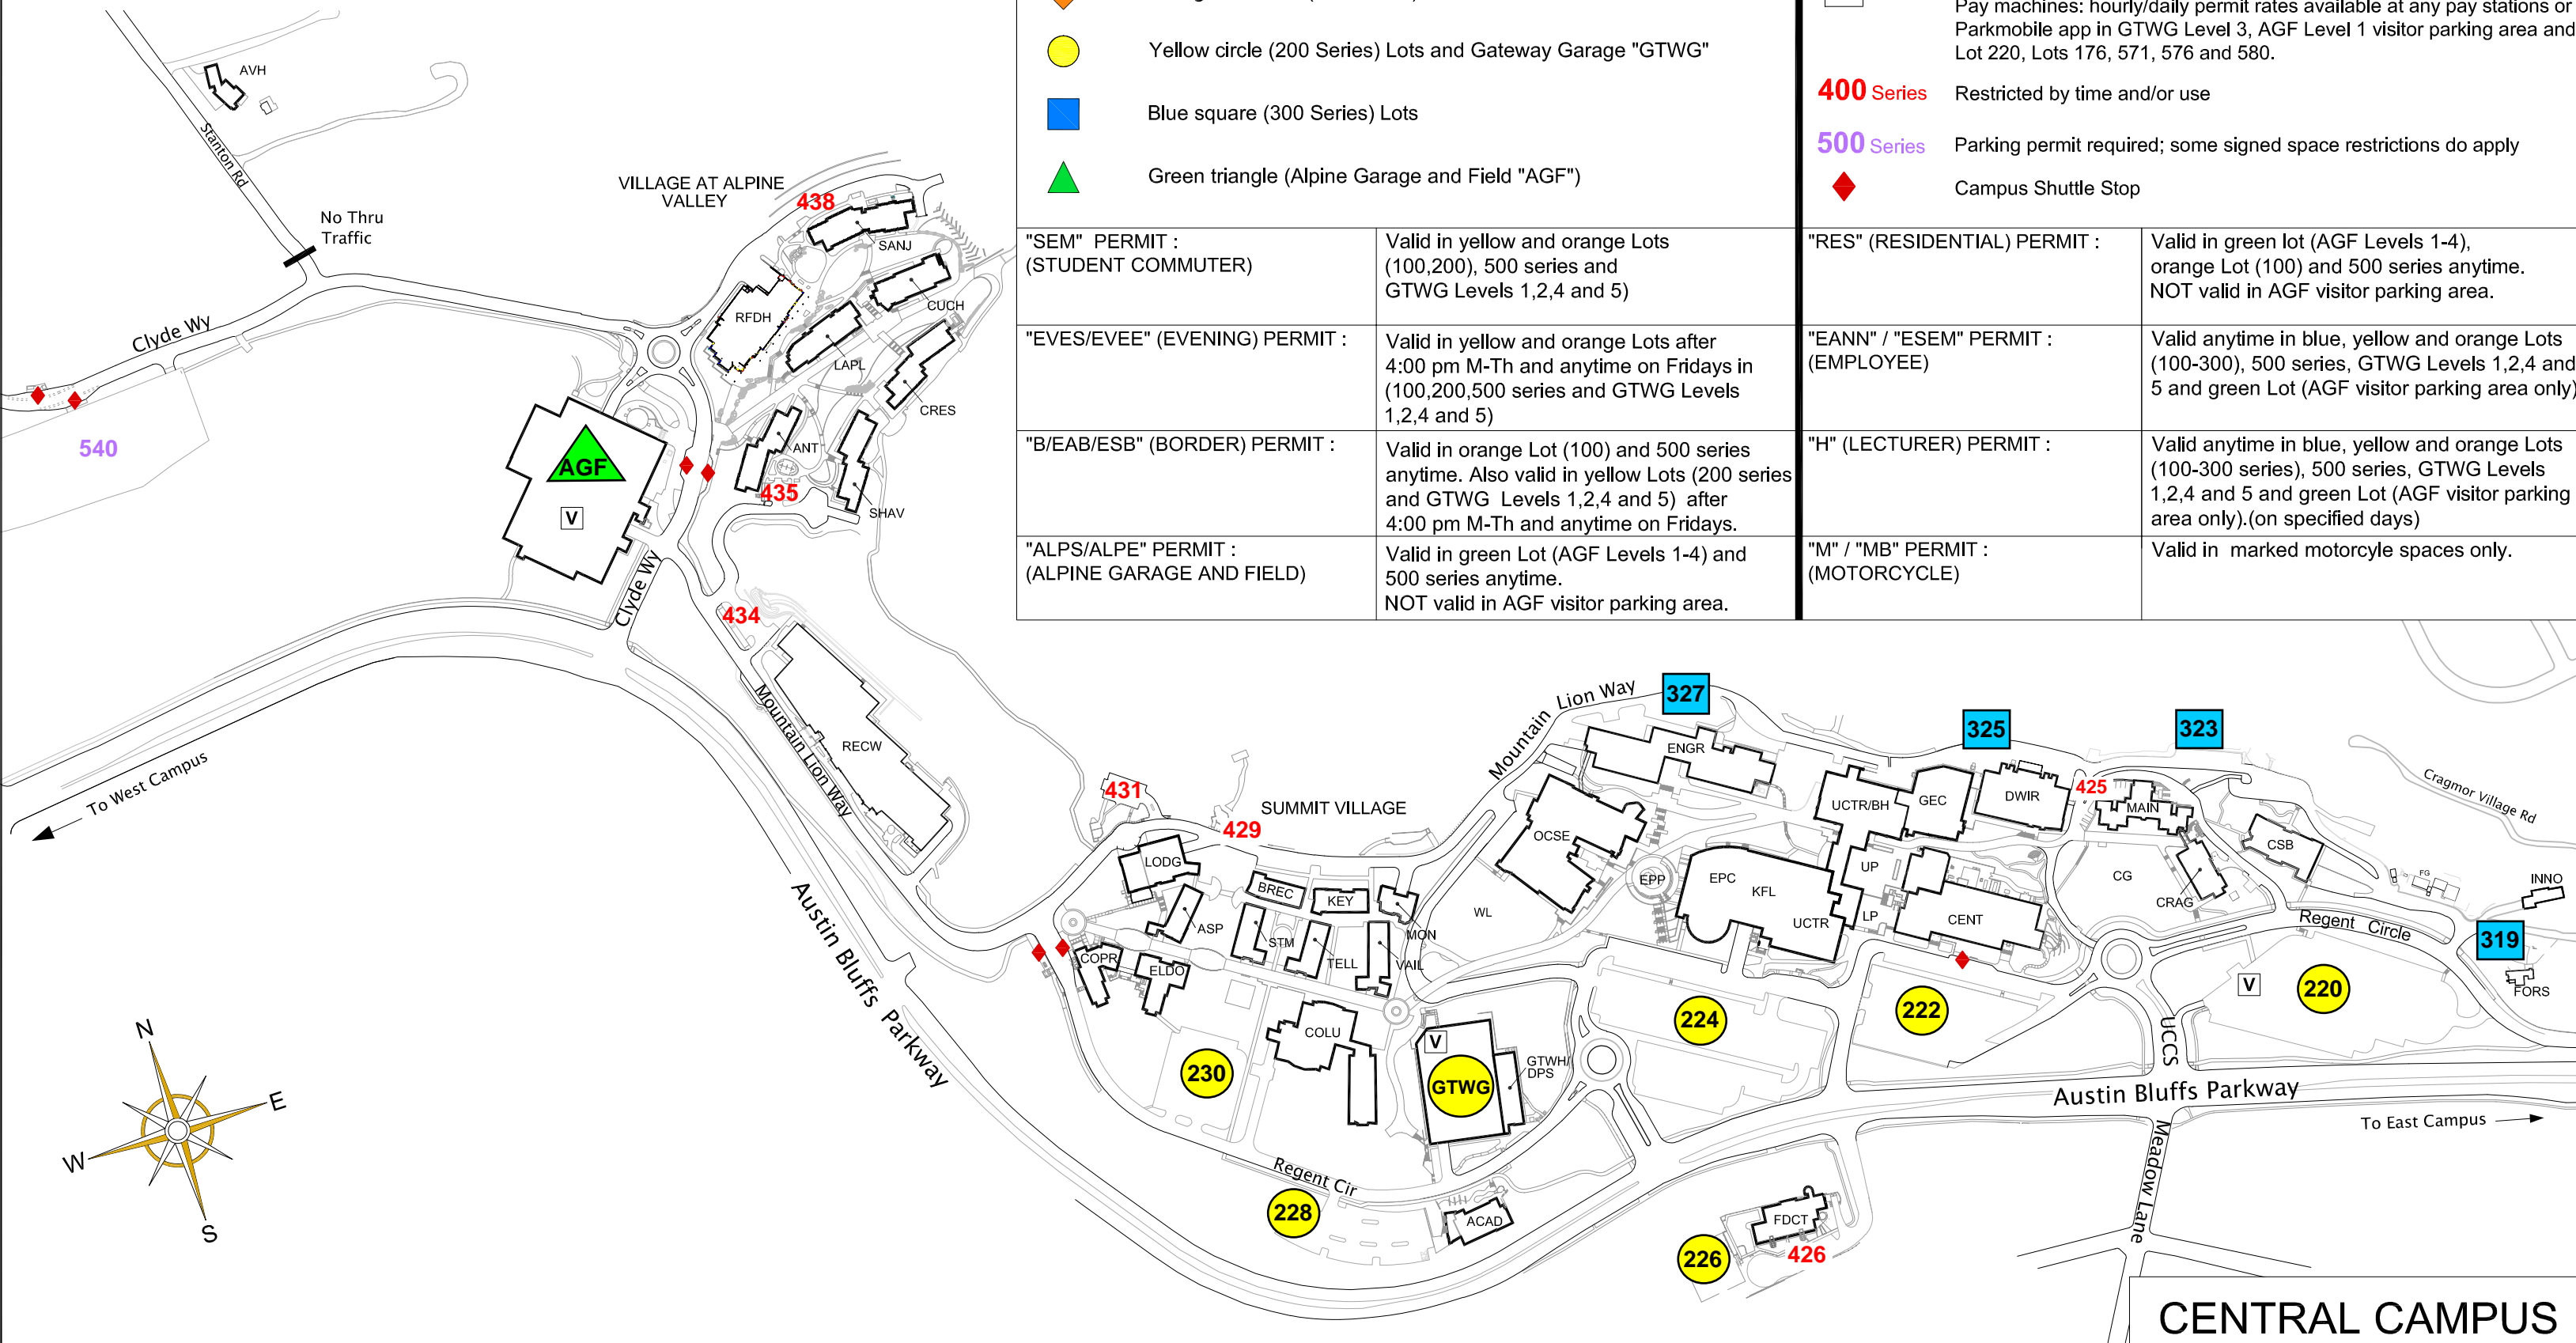 Yellow circle (200 Series) Lots and Gateway Garage "GTWG"
Blue square (300 Series) Lots
Green triangle (Alpine Garage and Field "AGF")
Pay machines: hourly/daily permit rates available at any pay stations or
Parkmobile app in GTWG Level 3, AGF Level 1 visitor parking area and
Lot 220, Lots 176, 571, 576 and 580.
400 Series Restricted by time and/or use
500 Series Parking permit required; some signed space restrictions do apply
Campus Shuttle Stop
"SEM" PERMIT :
(STUDENT COMMUTER)
Valid in yellow and orange Lots
(100,200), 500 series and
GTWG Levels 1,2,4 and 5)
"RES" (RESIDENTIAL) PERMIT :
Valid in green lot (AGF Levels 1-4),
orange Lot (100) and 500 series anytime.
NOT valid in AGF visitor parking area.
"EVES/EVEE" (EVENING) PERMIT :
Valid in yellow and orange Lots after
4:00 pm M-Th and anytime on Fridays in
(100,200,500 series and GTWG Levels
1,2,4 and 5)
"EANN" / "ESEM" PERMIT :
(EMPLOYEE)
Valid anytime in blue, yellow and orange Lots
(100-300), 500 series, GTWG Levels 1,2,4 and
5 and green Lot (AGF visitor parking area only)
"B/EAB/ESB" (BORDER) PERMIT :
Valid in orange Lot (100) and 500 series
anytime. Also valid in yellow Lots (200 series
and GTWG Levels 1,2,4 and 5) after
4:00 pm M-Th and anytime on Fridays.
"H" (LECTURER) PERMIT :
Valid anytime in blue, yellow and orange Lots
(100-300 series), 500 series, GTWG Levels
1,2,4 and 5 and green Lot (AGF visitor parking
area only).(on specified days)
"ALPS/ALPE" PERMIT :
(ALPINE GARAGE AND FIELD)
Valid in green Lot (AGF Levels 1-4) and
500 series anytime.
NOT valid in AGF visitor parking area.
"M" / "MB" PERMIT :
(MOTORCYCLE)
Valid in marked motorcyle spaces only.
AVH
Stanton Rd
No Thru
Traffic
Clyde Wy
540
VILLAGE AT ALPINE
VALLEY
438
SANJ
CUCH
RFDH
LAPL
CRES
ANT
435
SHAV
AGF
V
Clyde Wy
434
RECW
Mountain Lion Way
To West Campus
Austin Bluffs Parkway
431
429
SUMMIT VILLAGE
LODG
BREC
KEY
MON
ASP
STM
TELL
VAIL
COPR
ELDO
COLU
230
V
GTWG
GTWH/
DPS
Regent Cir
228
ACAD
Mountain Lion Way
327
325
323
ENGR
UCTR/BH
GEC
DWIR
425
MAIN
OCSE
EPP
EPC
KFL
UCTR
UP
LP
CENT
WL
CG
CRAG
CSB
Cragmor Village Rd
FG
INNO
Regent Circle
319
FORS
224
222
V
220
UCCS
Austin Bluffs Parkway
To East Campus
Meadow Lane
FDCT
226
426
N
E
W
S
CENTRAL CAMPUS